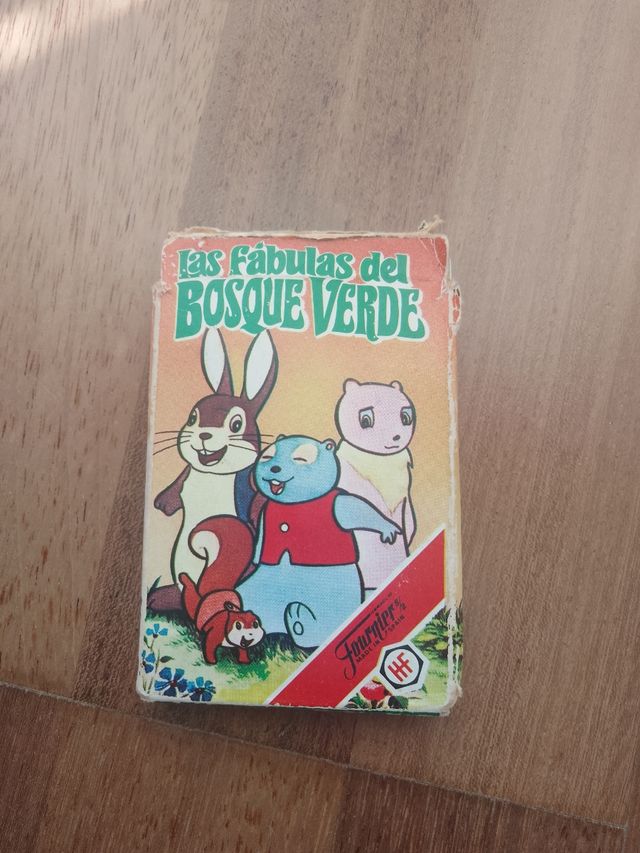 las fábulas del
BOSQUE VERDE
Fournier
MADE IN SPAIN
HF